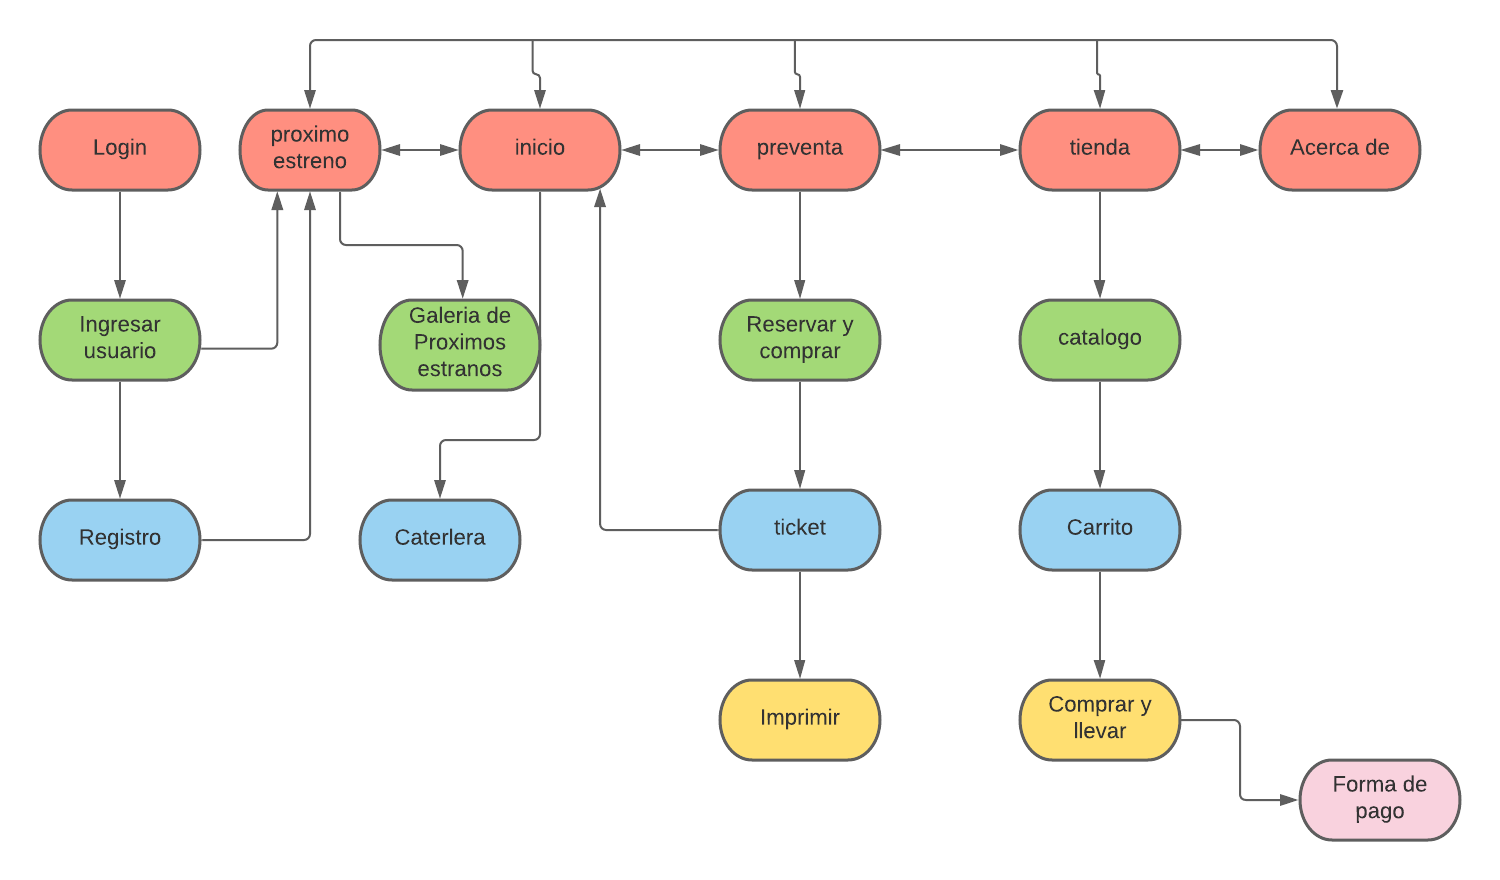 Login
proximo
estreno
inicio
preventa
tienda
Acerca de
Ingresar
usuario
Galeria de
Proximos
estranos
Reservar y
comprar
catalogo
Registro
Caterlera
ticket
Carrito
Imprimir
Comprar y
llevar
Forma de
pago